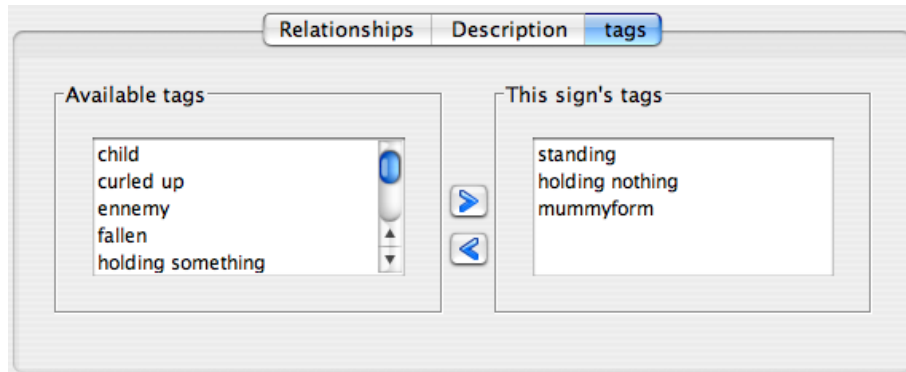 Relationships Description tags
Available tags
child
curled up
ennemy
fallen
holding something
This sign's tags
standing
holding nothing
mummyform